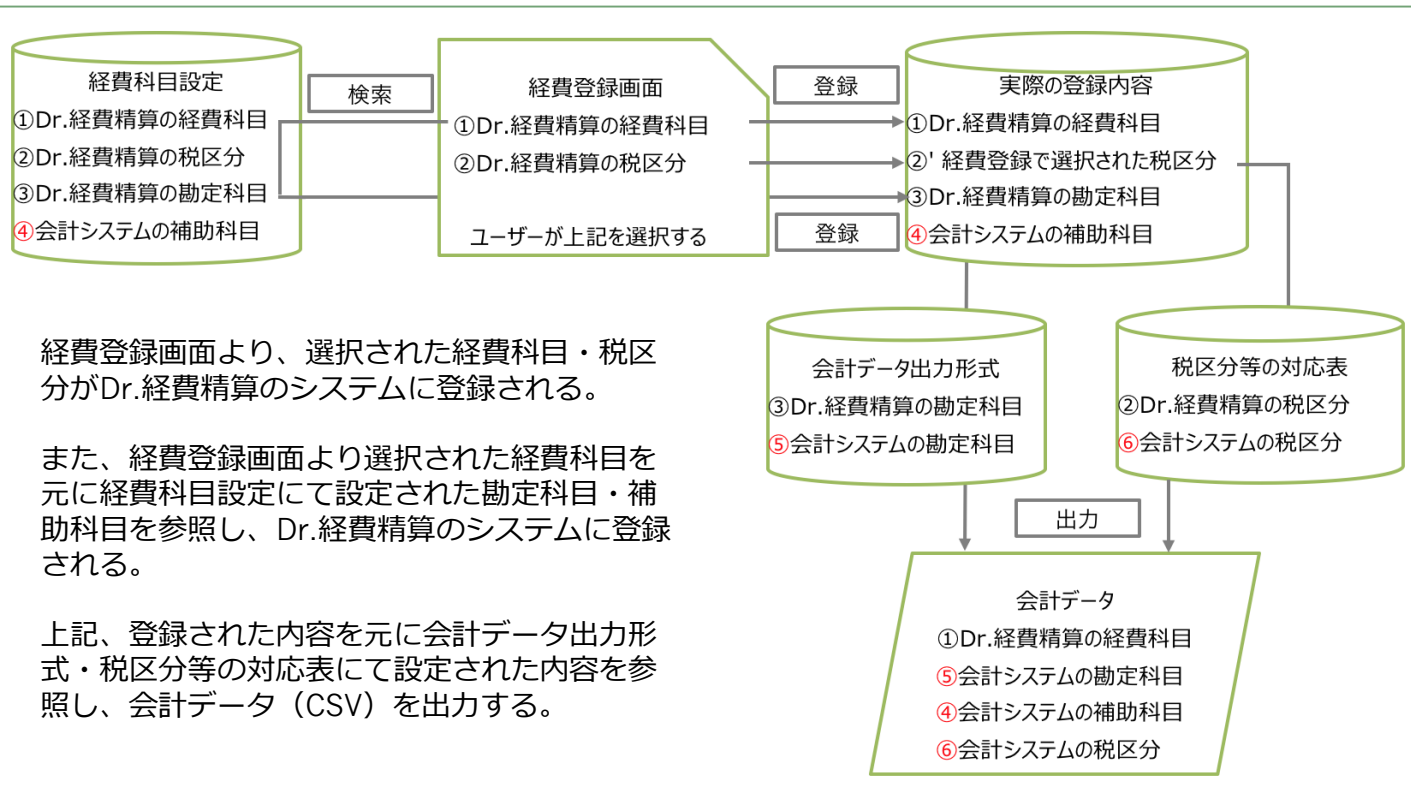 経費科目設定
①Dr.経費精算の経費科目
②Dr.経費精算の税区分
③Dr.経費精算の勘定科目
④会計システムの補助科目
検索
経費登録画面
①Dr.経費精算の経費科目
②Dr.経費精算の税区分
ユーザーが上記を選択する
登録
登録
実際の登録内容
①Dr.経費精算の経費科目
②' 経費登録で選択された税区分
③Dr.経費精算の勘定科目
④会計システムの補助科目
経費登録画面より、選択された経費科目・税区
分がDr.経費精算のシステムに登録される。
また、経費登録画面より選択された経費科目を
元に経費科目設定にて設定された勘定科目・補
助科目を参照し、Dr.経費精算のシステムに登録
される。
上記、登録された内容を元に会計データ出力形
式・税区分等の対応表にて設定された内容を参
照し、会計データ（CSV）を出力する。
会計データ出力形式
③Dr.経費精算の勘定科目
⑤会計システムの勘定科目
税区分等の対応表
②Dr.経費精算の税区分
⑥会計システムの税区分
出力
会計データ
①Dr.経費精算の経費科目
⑤会計システムの勘定科目
④会計システムの補助科目
⑥会計システムの税区分